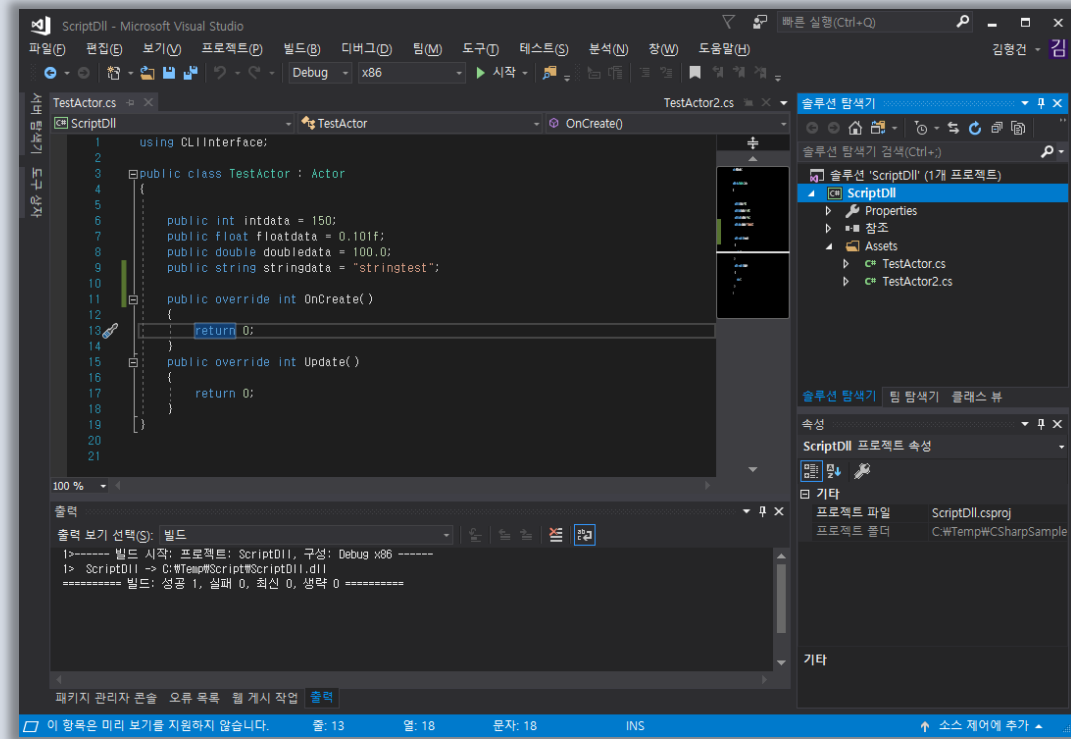 ScriptDll - Microsoft Visual Studio
빠른 실행(Ctrl+Q)
파일(F) 편집(E) 보기(V) 프로젝트(P) 빌드(B) 디버그(D) 팀(M) 도구(T) 테스트(S) 분석(N) 창(W) 도움말(H)
김형건 김
Debug x86 시작
서버 탐색기
도구 상자
TestActor.cs
TestActor2.cs
ScriptDll TestActor OnCreate()
1 using CLIInterface;
2
3 public class TestActor : Actor
4 {
5
6 public int intdata = 150;
7 public float floatdata = 0.101f;
8 public double doubledata = 100.0;
9 public string stringdata = "stringtest";
10
11 public override int OnCreate()
12 {
13 return 0;
14 }
15 public override int Update()
16 {
17 return 0;
18 }
19 }
20
21
100 %
출력
출력 보기 선택(S): 빌드
1>------ 빌드 시작: 프로젝트: ScriptDll, 구성: Debug x86 ------
1> ScriptDll -> C:₩Temp₩Script₩ScriptDll.dll
========== 빌드: 성공 1, 실패 0, 최신 0, 생략 0 ==========
패키지 관리자 콘솔 오류 목록 웹 게시 작업 출력
솔루션 탐색기
솔루션 탐색기 검색(Ctrl+;)
솔루션 'ScriptDll' (1개 프로젝트)
C# ScriptDll
Properties
참조
Assets
C# TestActor.cs
C# TestActor2.cs
솔루션 탐색기 팀 탐색기 클래스 뷰
속성
ScriptDll 프로젝트 속성
기타
프로젝트 파일 ScriptDll.csproj
프로젝트 폴더 C:₩Temp₩CSharpSample
기타
이 항목은 미리 보기를 지원하지 않습니다. 줄: 13 열: 18 문자: 18 INS 소스 제어에 추가